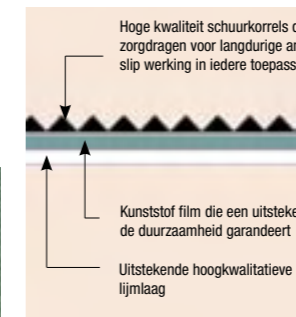 Hoge kwaliteit schuurkorrels
zorgdragen voor langdurige
slip werking in iedere
Kunststof film die een
de duurzaamheid garandeert
Uitstekende hoogkwalitatieve
lijmlaag